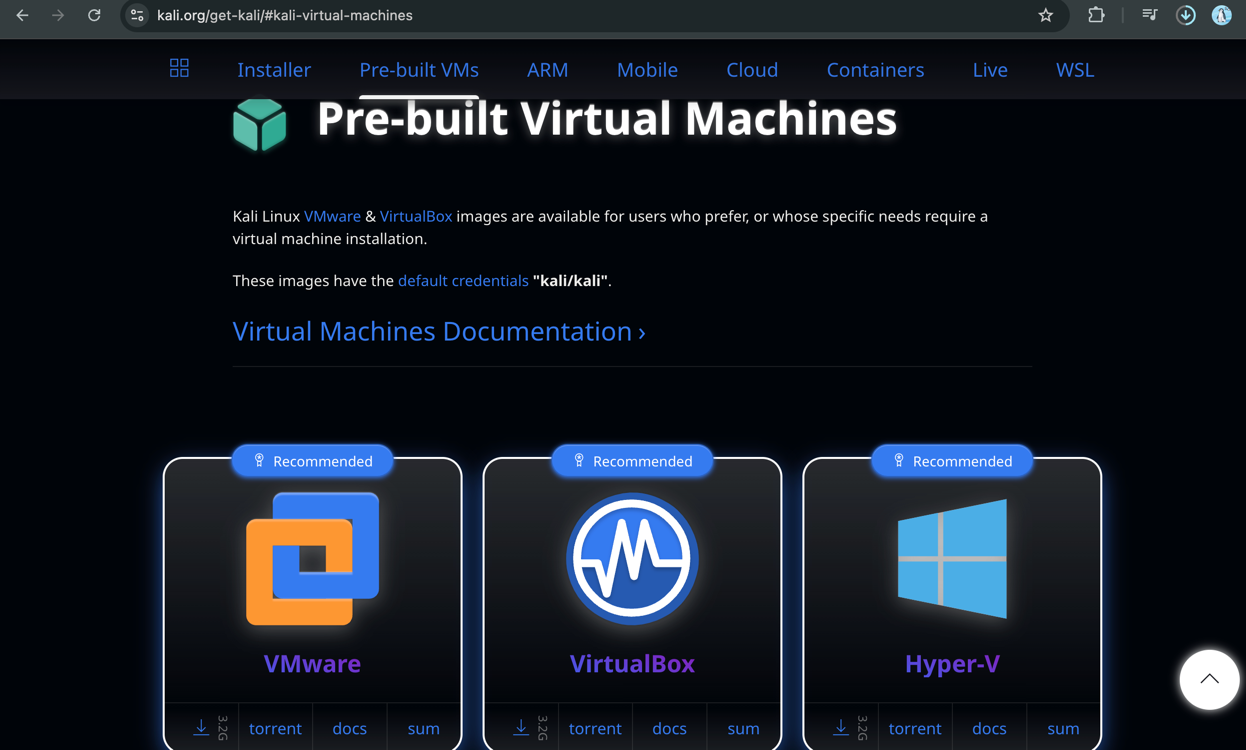 kali.org/get-kali/#kali-virtual-machines
Installer Pre-built VMs ARM Mobile Cloud Containers Live WSL
Pre-built Virtual Machines
Kali Linux VMware & VirtualBox images are available for users who prefer, or whose specific needs require a
virtual machine installation.
These images have the default credentials "kali/kali".
Virtual Machines Documentation ›
Recommended Recommended Recommended
VMware VirtualBox Hyper-V
3.2G torrent docs sum 3.2G torrent docs sum 3.2G torrent docs sum